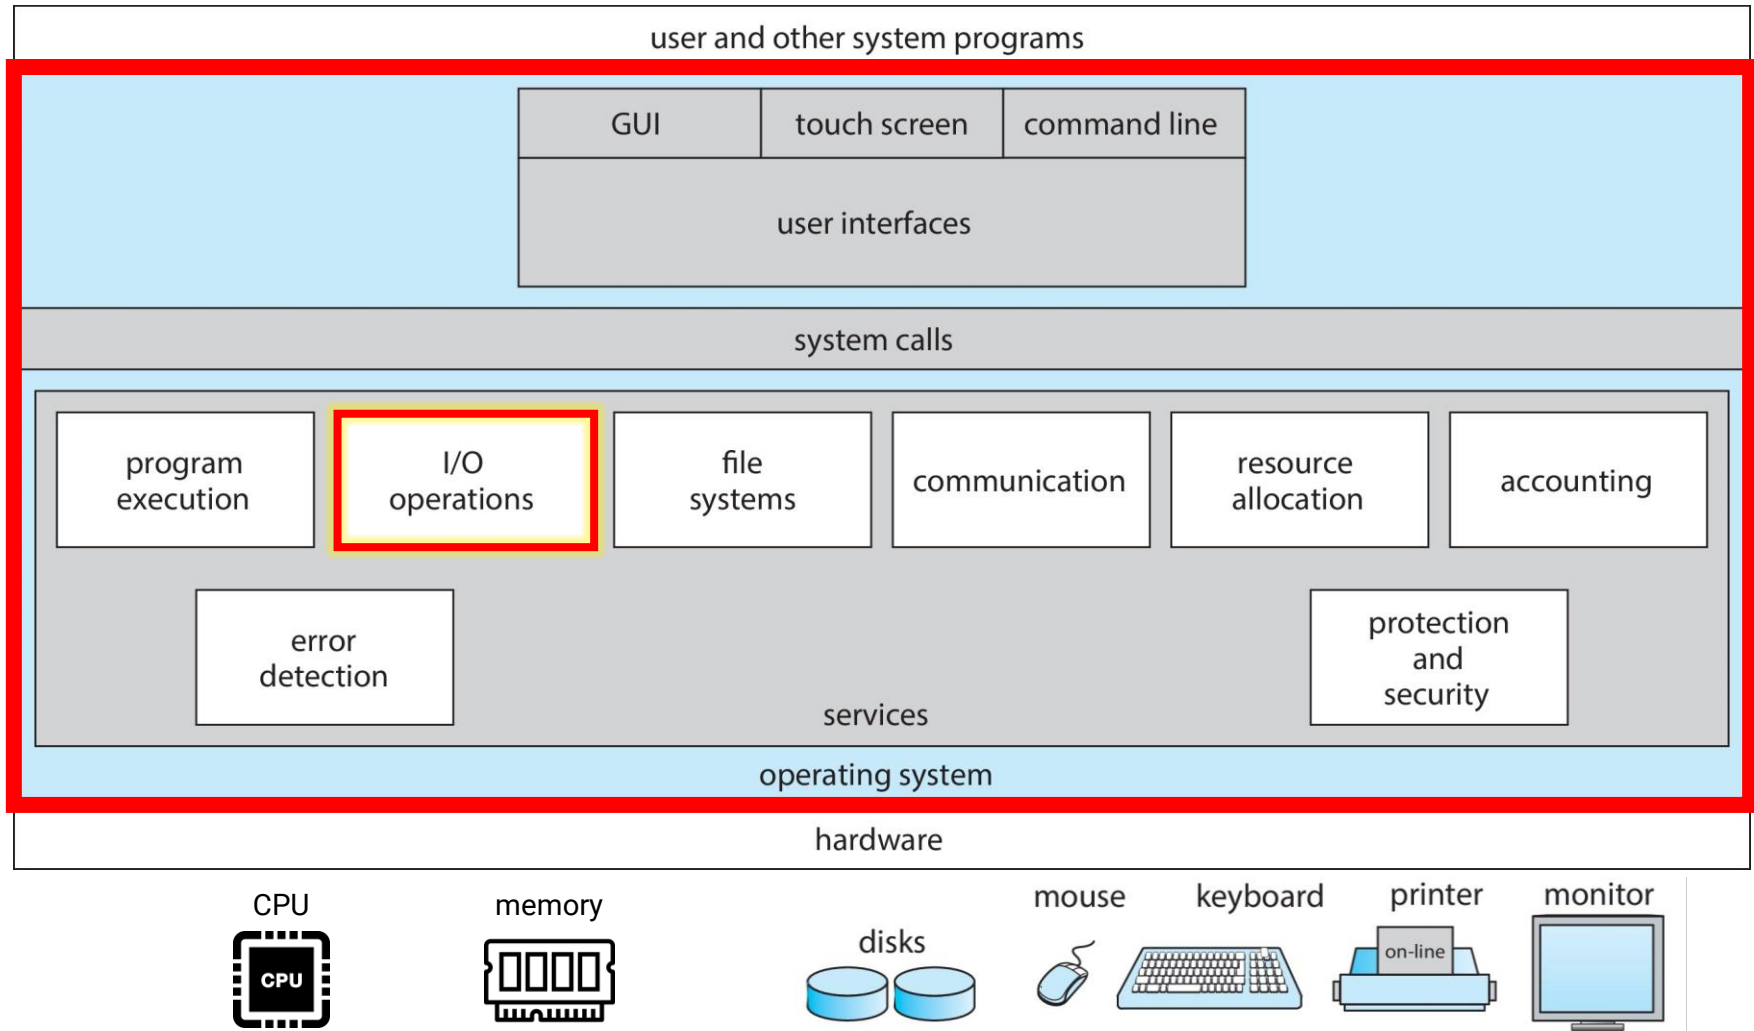 user and other system programs
GUI
touch screen
command line
user interfaces
system calls
program
execution
I/O
operations
file
systems
communication
resource
allocation
accounting
error
detection
protection
and
security
services
operating system
hardware
CPU
memory
disks
mouse
keyboard
printer
monitor
CPU
on-line